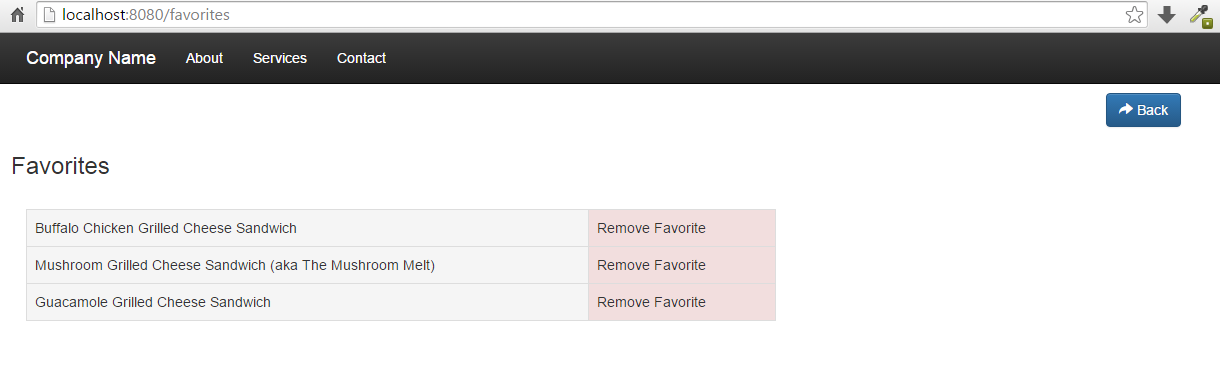 localhost:8080/favorites
Company Name About Services Contact
Back
Favorites
Buffalo Chicken Grilled Cheese Sandwich Remove Favorite
Mushroom Grilled Cheese Sandwich (aka The Mushroom Melt) Remove Favorite
Guacamole Grilled Cheese Sandwich Remove Favorite